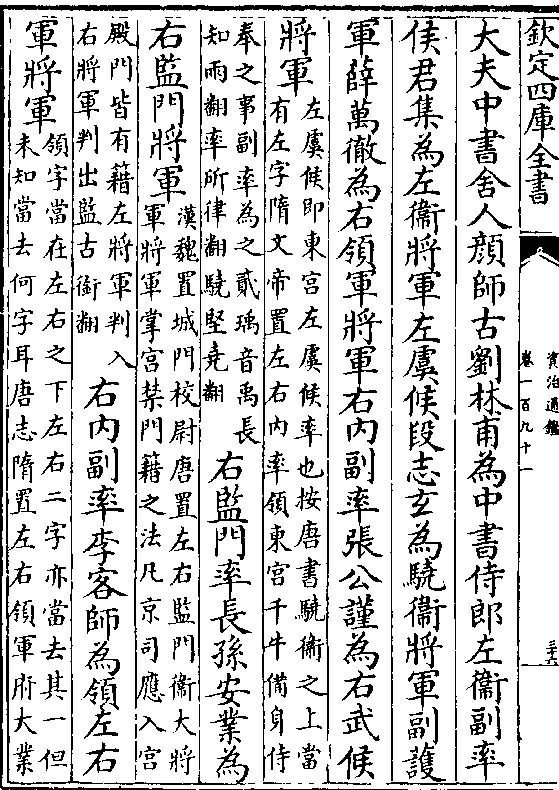 欽定四庫全書
資治通鑑
卷一百九十一
大夫中書舍人顔師古劉林甫為中書侍郎左衞副率
侯君集為左衞將軍左虞候段志玄為驍衞將軍副護
軍薛萬徹為右領軍將軍右内副率張公謹為右武候
將軍
左虞候即東宫左虞候率也按唐書驍衞之上當
有左字隋文帝置左右内率領東宫千牛備身侍
奉之事副率為之貳瑀音禹長
知雨翻率所律翻驍堅堯翻
右監門率長孫安業為
右監門將軍
漢魏置城門校尉唐置左右監門衞大將
軍將軍掌宫禁門籍之法凡京司應入宫
殿門皆有籍左將軍判入
右將軍判出監古銜翻
右内副率李客師為領左右
軍將軍
領字當在左右之下左右二字亦當去其一但
未知當去何字耳唐志隋置左右領軍府大業